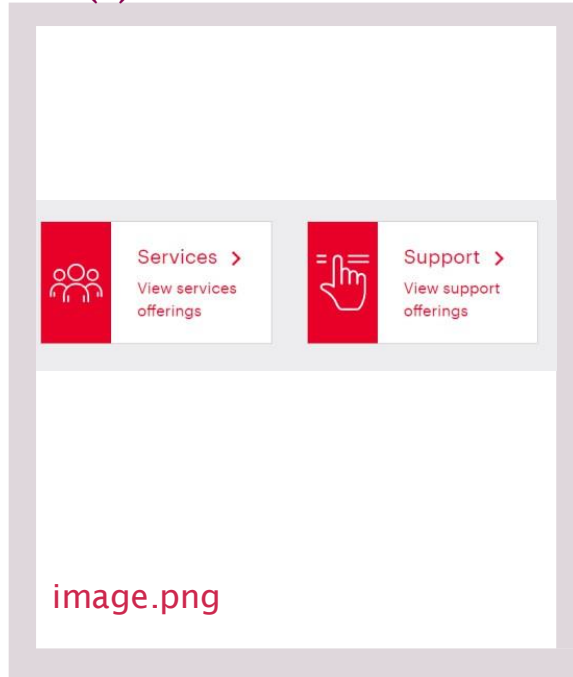 Services >
View services
offerings
Support >
View support
offerings
image.png